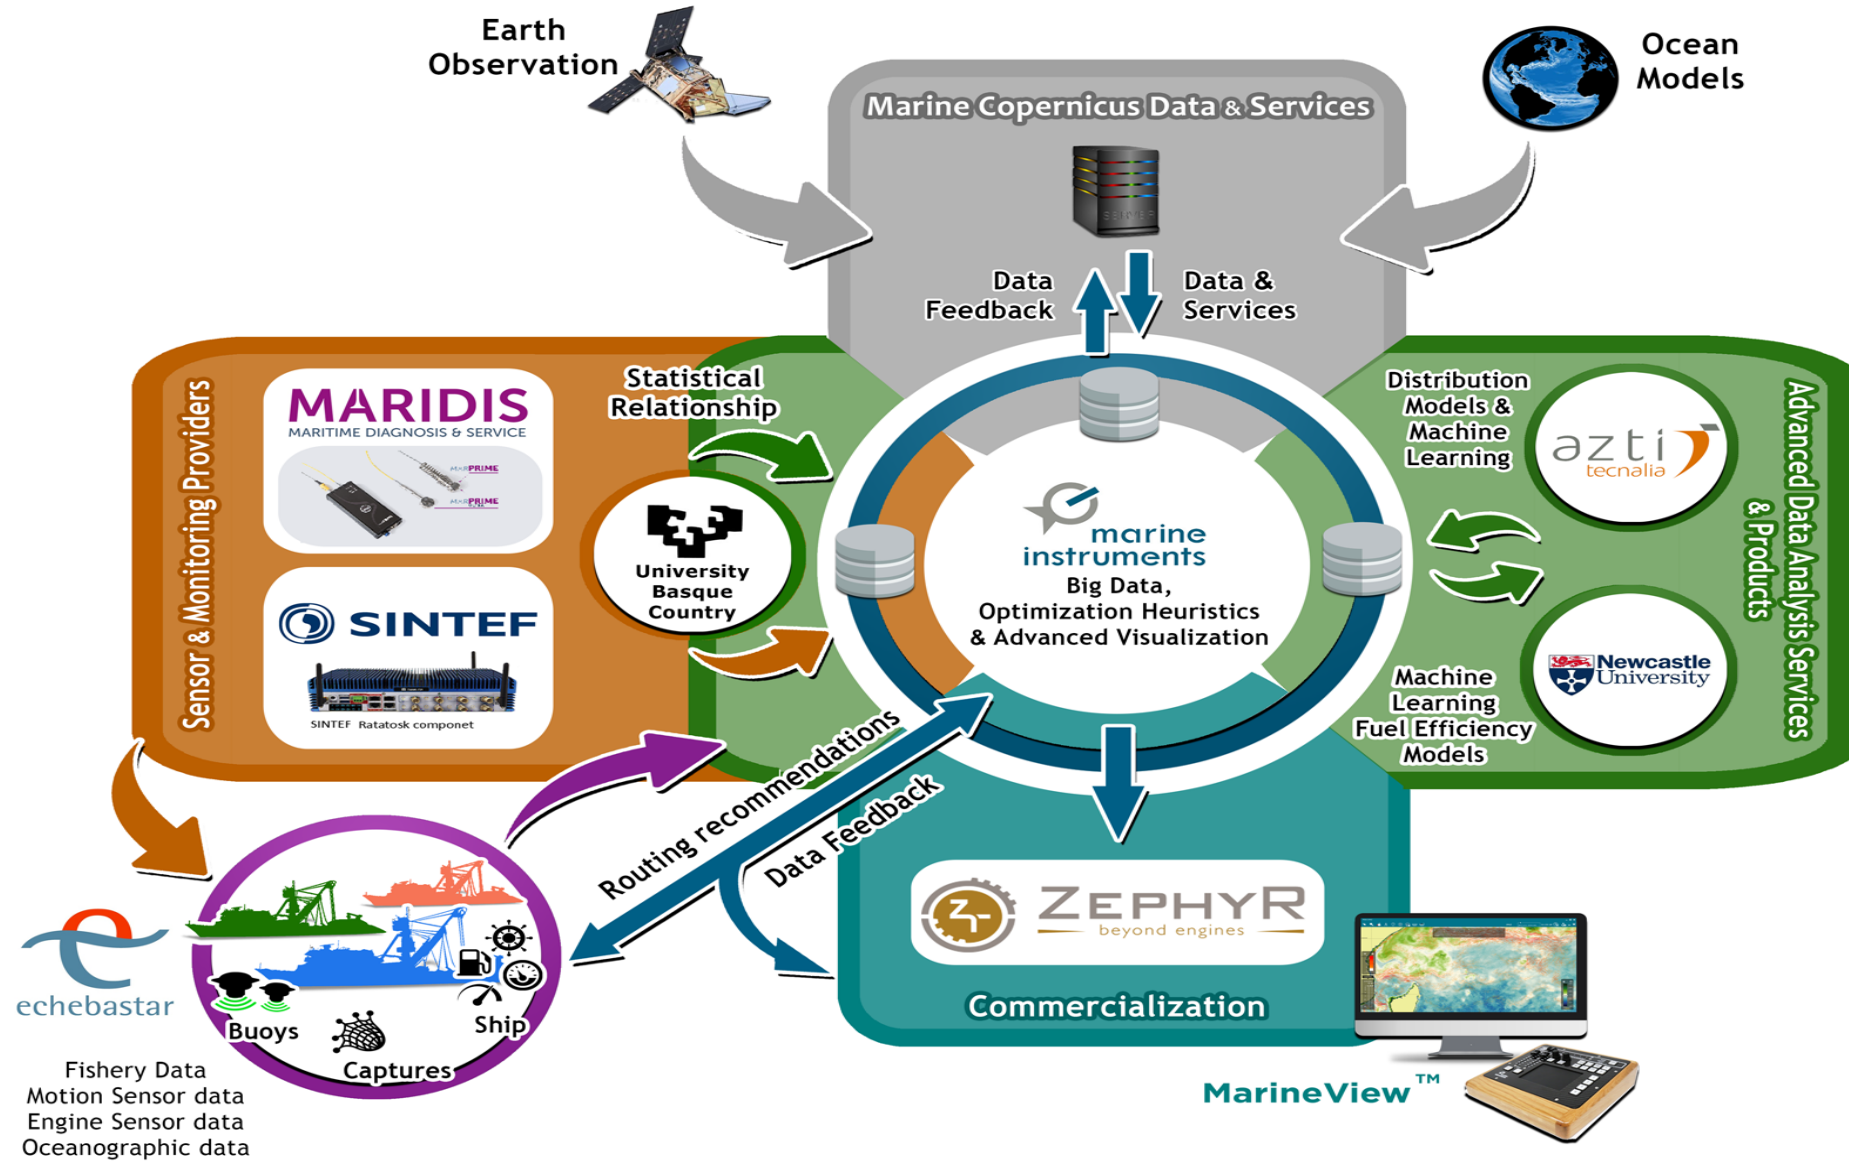 Earth
Observation
Ocean
Models
Marine Copernicus Data & Services
SERVER
Data
Feedback
Data &
Services
Sensor & Monitoring Providers
MARIDIS
MARITIME DIAGNOSIS & SERVICE
MARPRIME
MARPRIME
SINTEF
SINTEF Ratatosk componet
Statistical
Relationship
University
Basque
Country
marine
instruments
Big Data,
Optimization Heuristics
& Advanced Visualization
Distribution
Models &
Machine
Learning
azti
tecnalia
Advanced Data Analysis Services
& Products
Machine
Learning
Fuel Efficiency
Models
Newcastle
University
Routing recommendations
Data Feedback
echebastar
Buoys
Captures
Ship
Fishery Data
Motion Sensor data
Engine Sensor data
Oceanographic data
ZEPHYR
beyond engines
Commercialization
MarineView™